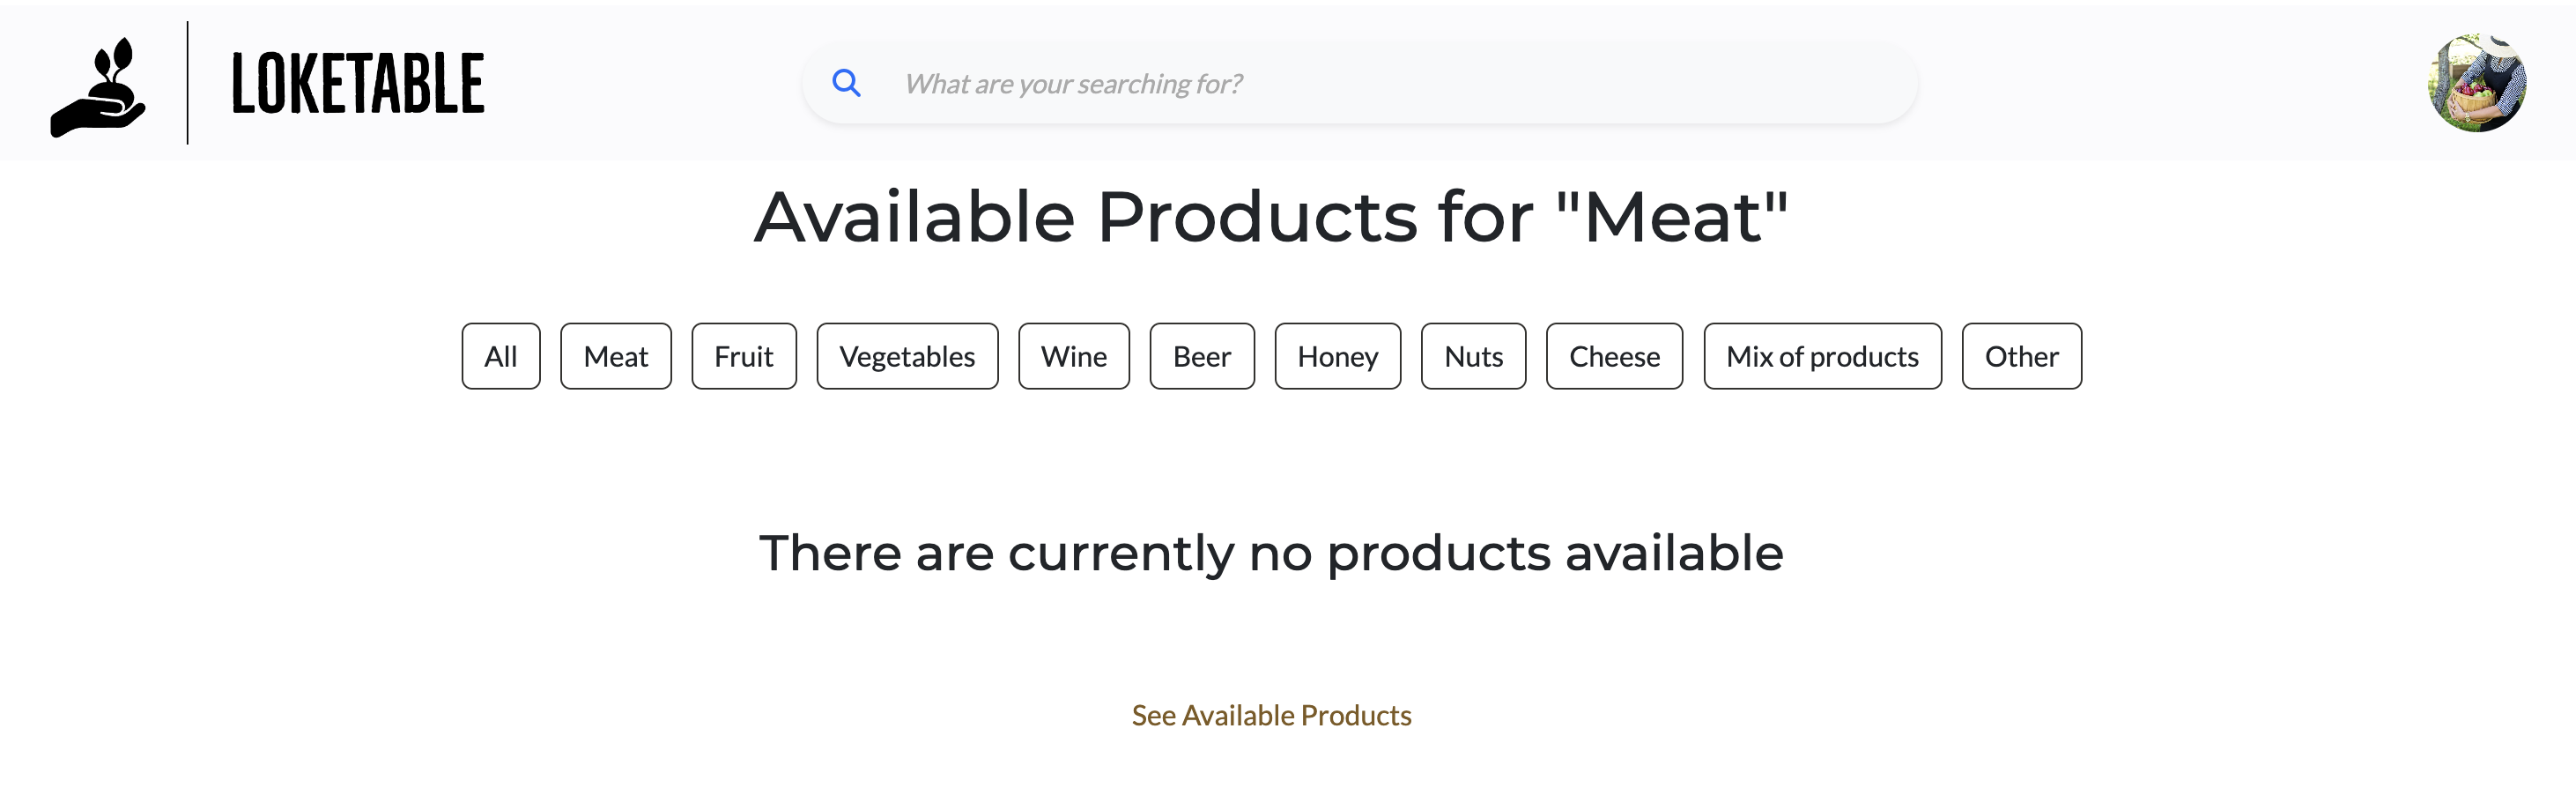 LOKETABLE
What are your searching for?
Available Products for "Meat"
All Meat Fruit Vegetables Wine Beer Honey Nuts Cheese Mix of products Other
There are currently no products available
See Available Products